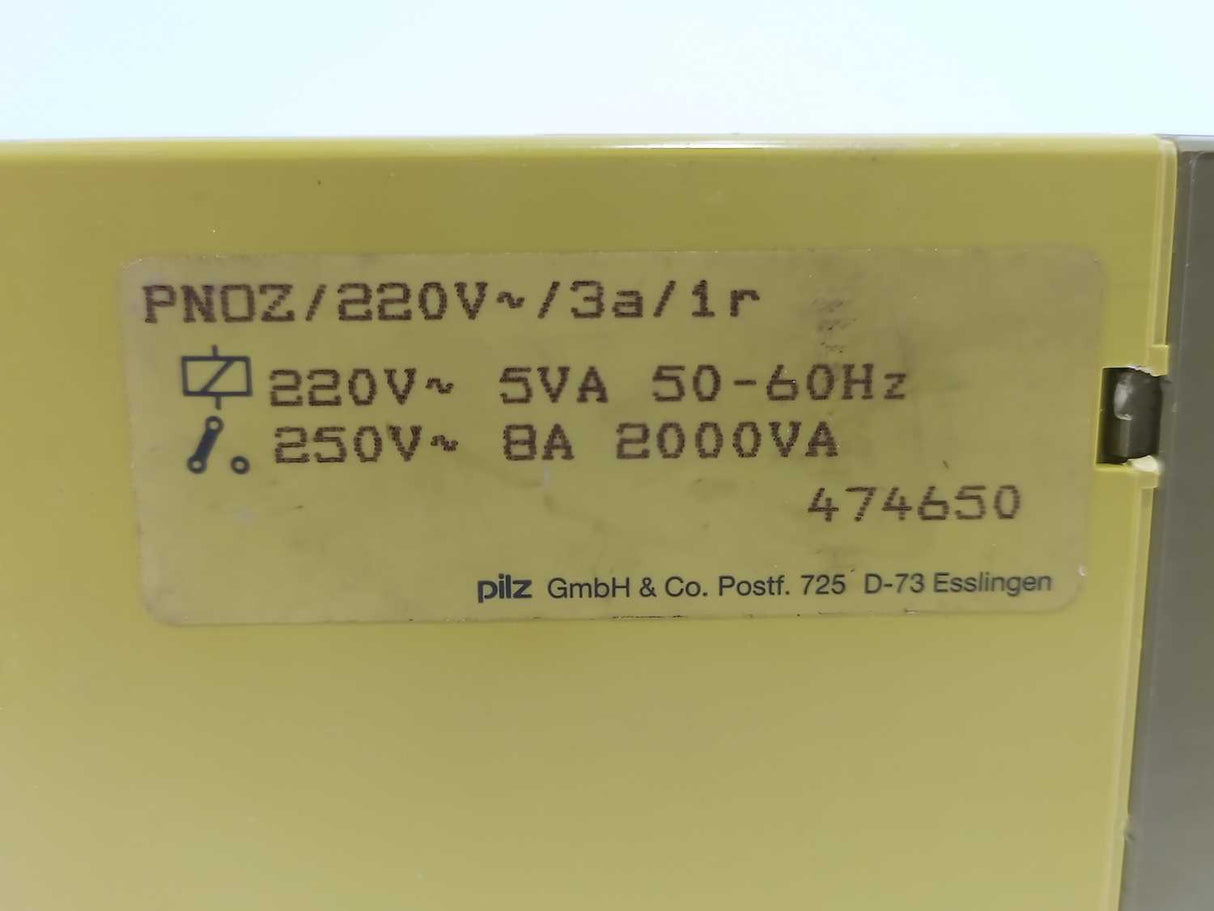 PNOZ/220V~/3a/1r
220V~ 5VA 50-60Hz
250V~ 8A 2000VA
474650
pilz GmbH & Co. Postf. 725 D-73 Esslingen